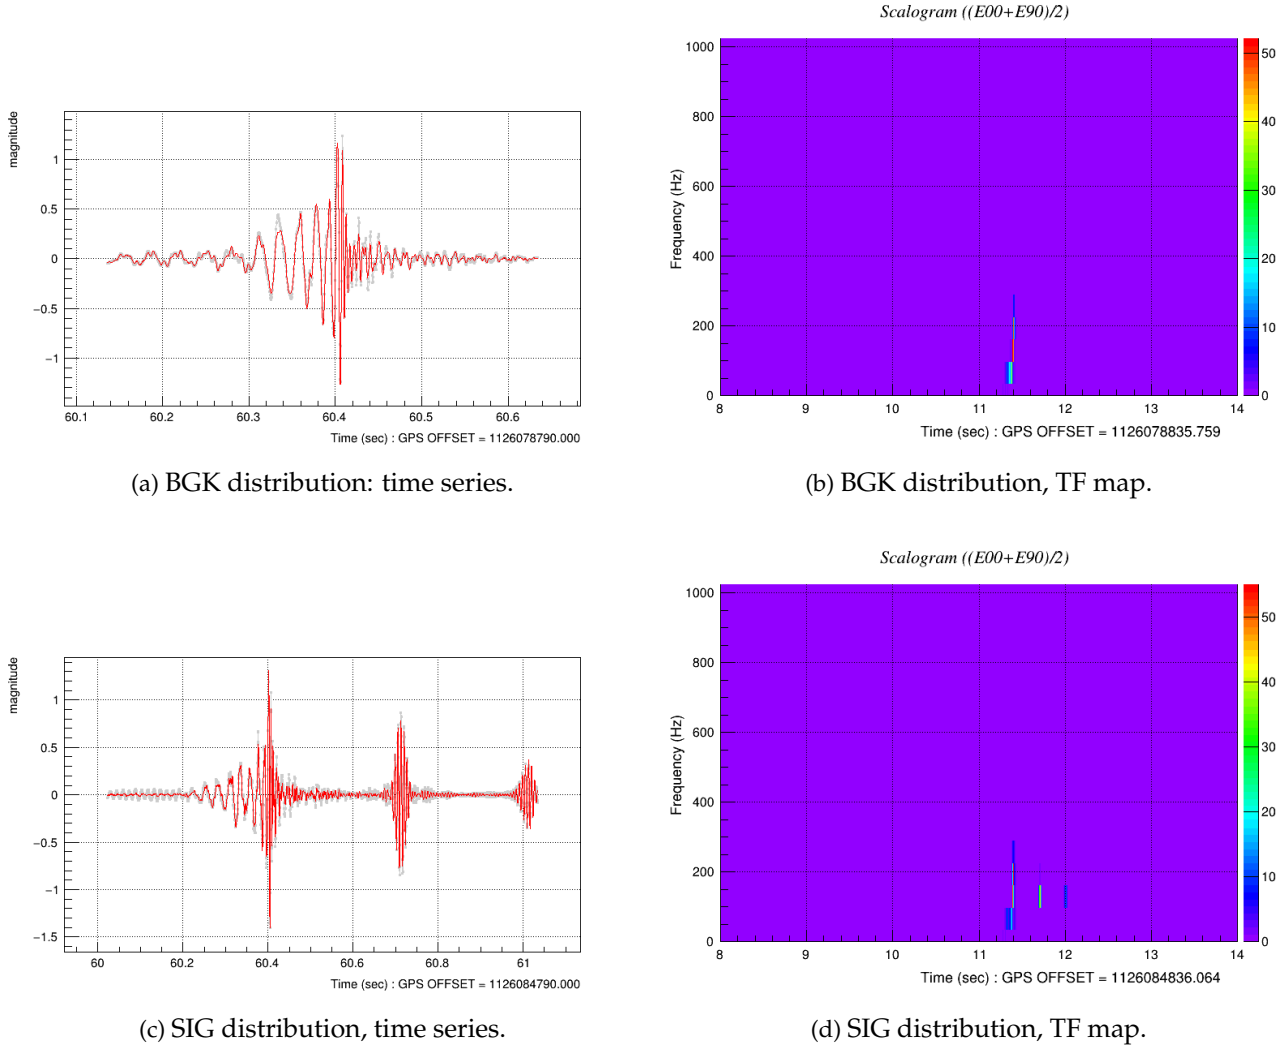 magnitude
1
0.5
0
−0.5
−1
60.1 60.2 60.3 60.4 60.5 60.6
Time (sec) : GPS OFFSET = 1126078790.000
(a) BGK distribution: time series.
Scalogram ((E00+E90)/2)
Frequency (Hz)
1000
800
600
400
200
0
8 9 10 11 12 13 14
50
40
30
20
10
0
Time (sec) : GPS OFFSET = 1126078835.759
(b) BGK distribution, TF map.
magnitude
1
0.5
0
−0.5
−1
−1.5
60 60.2 60.4 60.6 60.8 61
Time (sec) : GPS OFFSET = 1126084790.000
(c) SIG distribution, time series.
Scalogram ((E00+E90)/2)
Frequency (Hz)
1000
800
600
400
200
0
8 9 10 11 12 13 14
50
40
30
20
10
0
Time (sec) : GPS OFFSET = 1126084836.064
(d) SIG distribution, TF map.